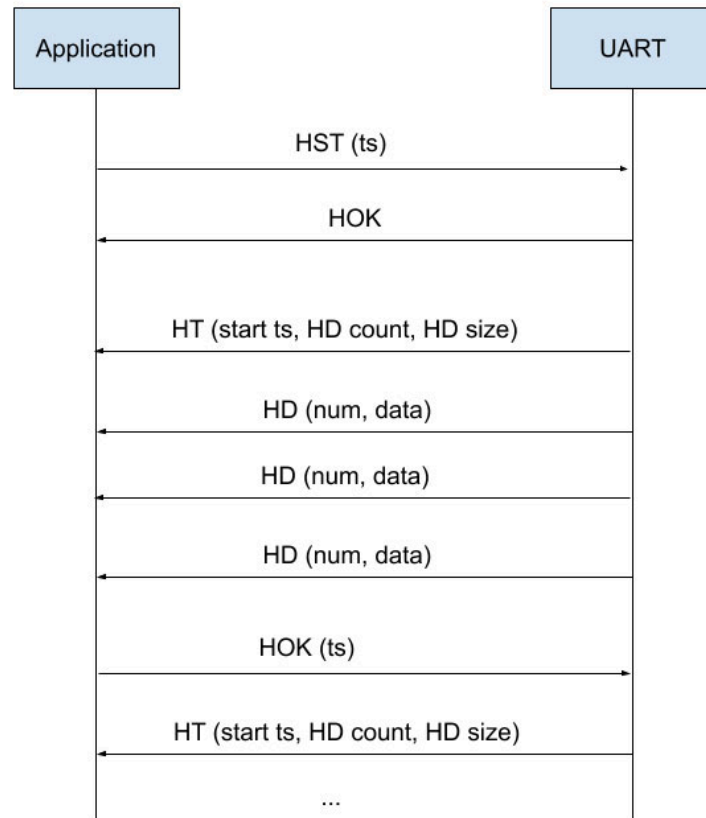 Application
UART
HST (ts)
HOK
HT (start ts, HD count, HD size)
HD (num, data)
HD (num, data)
HD (num, data)
HOK (ts)
HT (start ts, HD count, HD size)
...